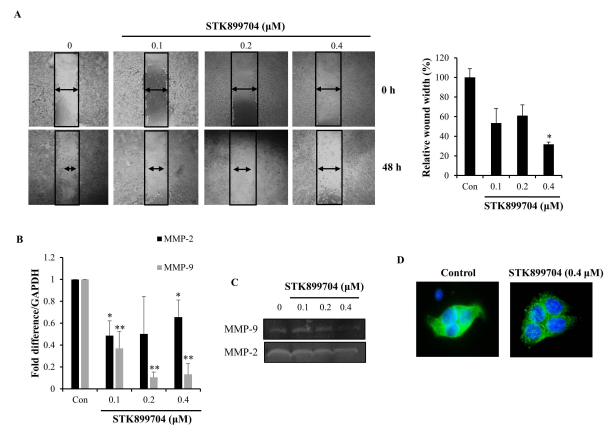 A
STK899704 (µM)
0 0.1 0.2 0.4
0 h
48 h
Relative wound width (%)
120
100
80
60
40
20
0
*
Con 0.1 0.2 0.4
STK899704 (µM)
B
MMP-2
MMP-9
Fold difference/GAPDH
1.2
1
0.8
0.6
0.4
0.2
0
* ** ** * **
Con 0.1 0.2 0.4
STK899704 (µM)
C
STK899704 (µM)
0 0.1 0.2 0.4
MMP-9
MMP-2
D
Control STK899704 (0.4 µM)